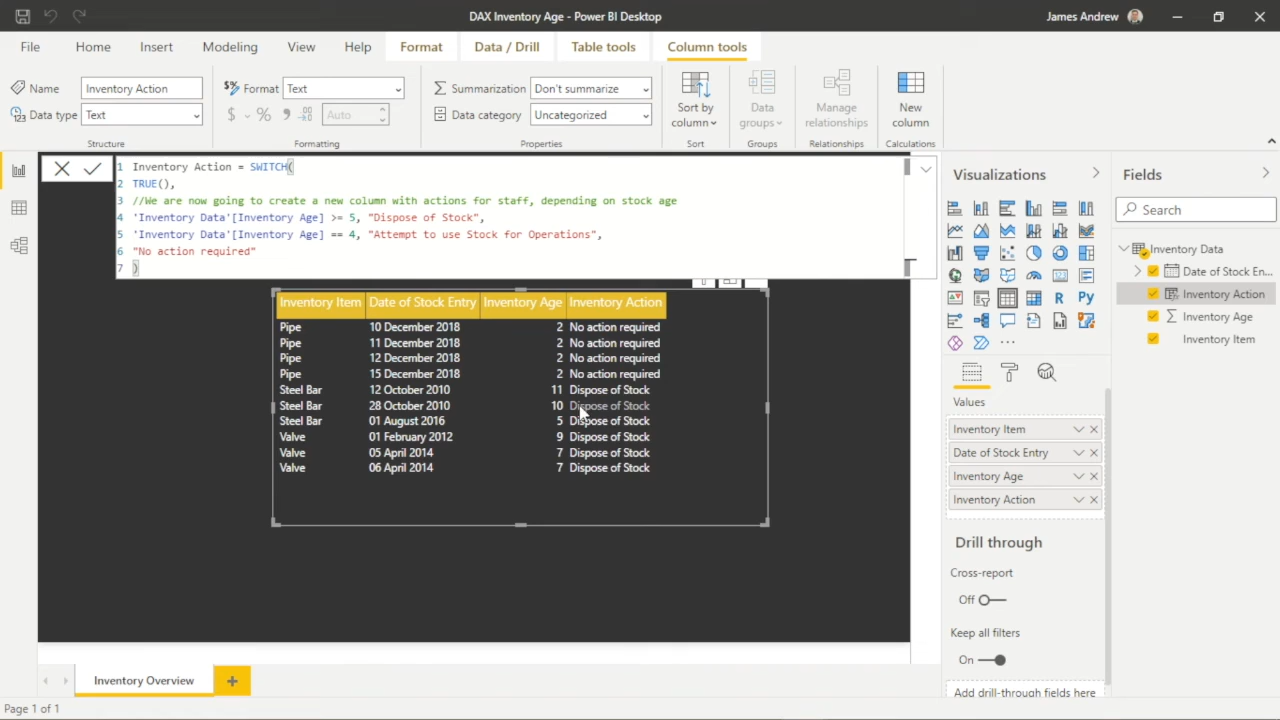 DAX Inventory Age - Power BI Desktop
James Andrew
File
Home
Insert
Modeling
View
Help
Format
Data / Drill
Table tools
Column tools
Name
Inventory Action
Data type
Text
Structure
Format
Text
$
%
Auto
Formatting
Summarization
Don't summarize
Data category
Uncategorized
Properties
Sort by
column
Sort
Data
groups
Groups
Manage
relationships
Relationships
New
column
Calculations
1 Inventory Action = SWITCH(
2 TRUE(),
3 //We are now going to create a new column with actions for staff, depending on stock age
4 'Inventory Data'[Inventory Age] >= 5, "Dispose of Stock",
5 'Inventory Data'[Inventory Age] == 4, "Attempt to use Stock for Operations",
6 "No action required"
7 )
Inventory Item Date of Stock Entry Inventory Age Inventory Action
Pipe 10 December 2018 2 No action required
Pipe 11 December 2018 2 No action required
Pipe 12 December 2018 2 No action required
Pipe 15 December 2018 2 No action required
Steel Bar 12 October 2010 11 Dispose of Stock
Steel Bar 28 October 2010 10 Dispose of Stock
Steel Bar 01 August 2016 5 Dispose of Stock
Valve 01 February 2012 9 Dispose of Stock
Valve 05 April 2014 7 Dispose of Stock
Valve 06 April 2014 7 Dispose of Stock
Visualizations
R
Py
Values
Inventory Item
Date of Stock Entry
Inventory Age
Inventory Action
Drill through
Cross-report
Off
Keep all filters
On
Add drill-through fields here
Fields
Search
Inventory Data
Date of Stock En...
Inventory Action
Inventory Age
Inventory Item
Inventory Overview
Page 1 of 1